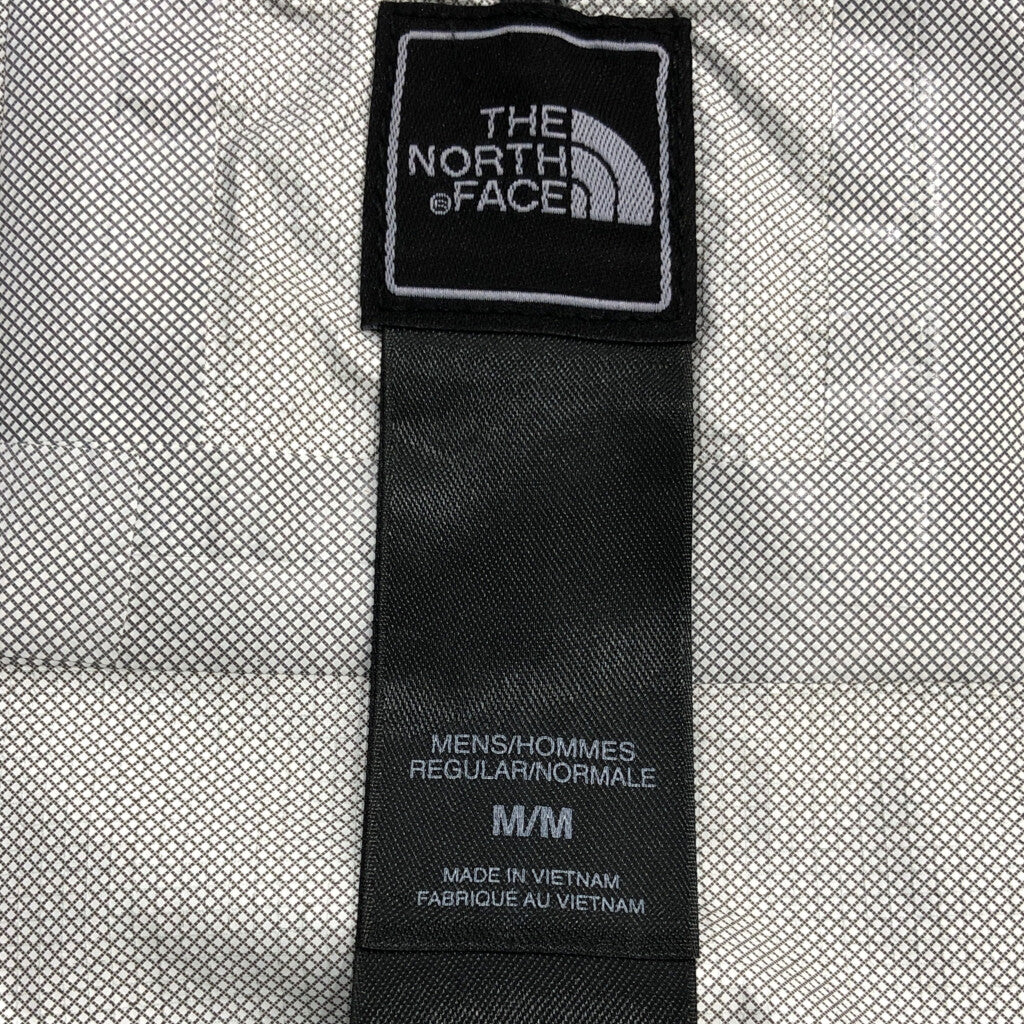 THE
NORTH
®FACE
MENS/HOMMES
REGULAR/NORMALE
M/M
MADE IN VIETNAM
FABRIQUE AU VIETNAM